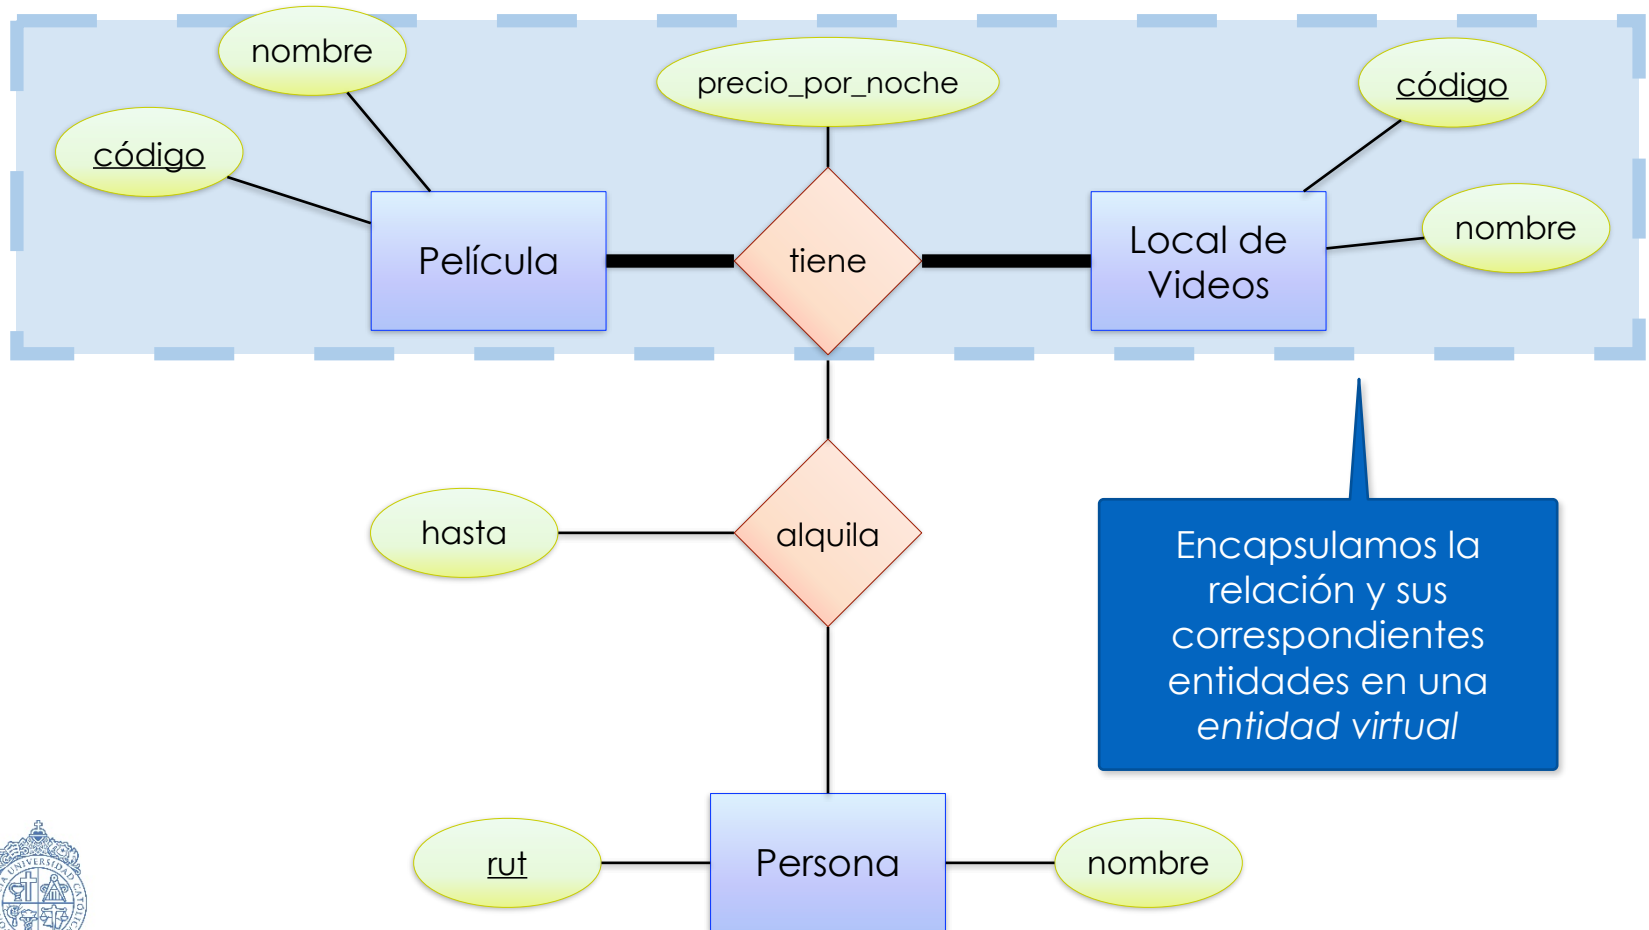 nombre
precio_por_noche
código
código
nombre
Película
tiene
Local de
Videos
hasta
alquila
Encapsulamos la
relación y sus
correspondientes
entidades en una
entidad virtual
rut
Persona
nombre